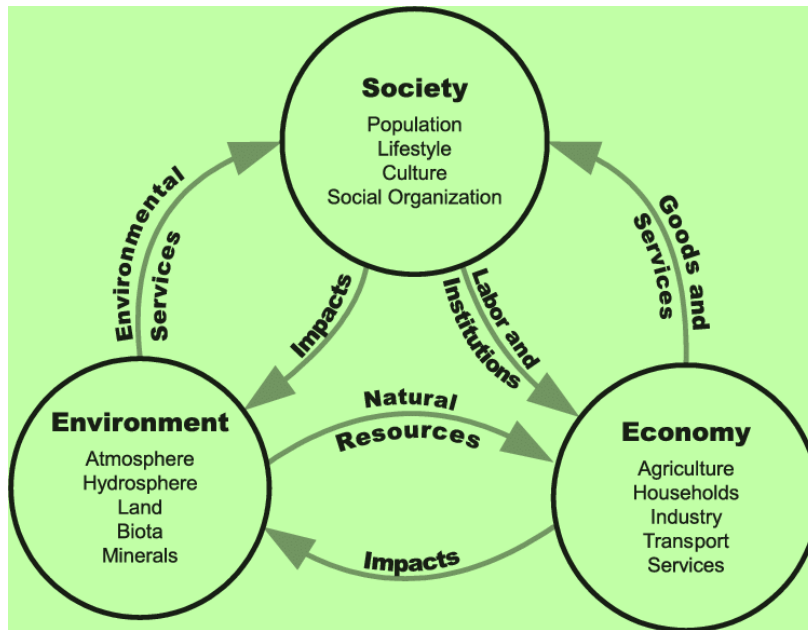 Society
Population
Lifestyle
Culture
Social Organization
Environmental
Services
Goods and
Services
Impacts
Labor and
Institutions
Environment
Atmosphere
Hydrosphere
Land
Biota
Minerals
Natural
Resources
Economy
Agriculture
Households
Industry
Transport
Services
Impacts